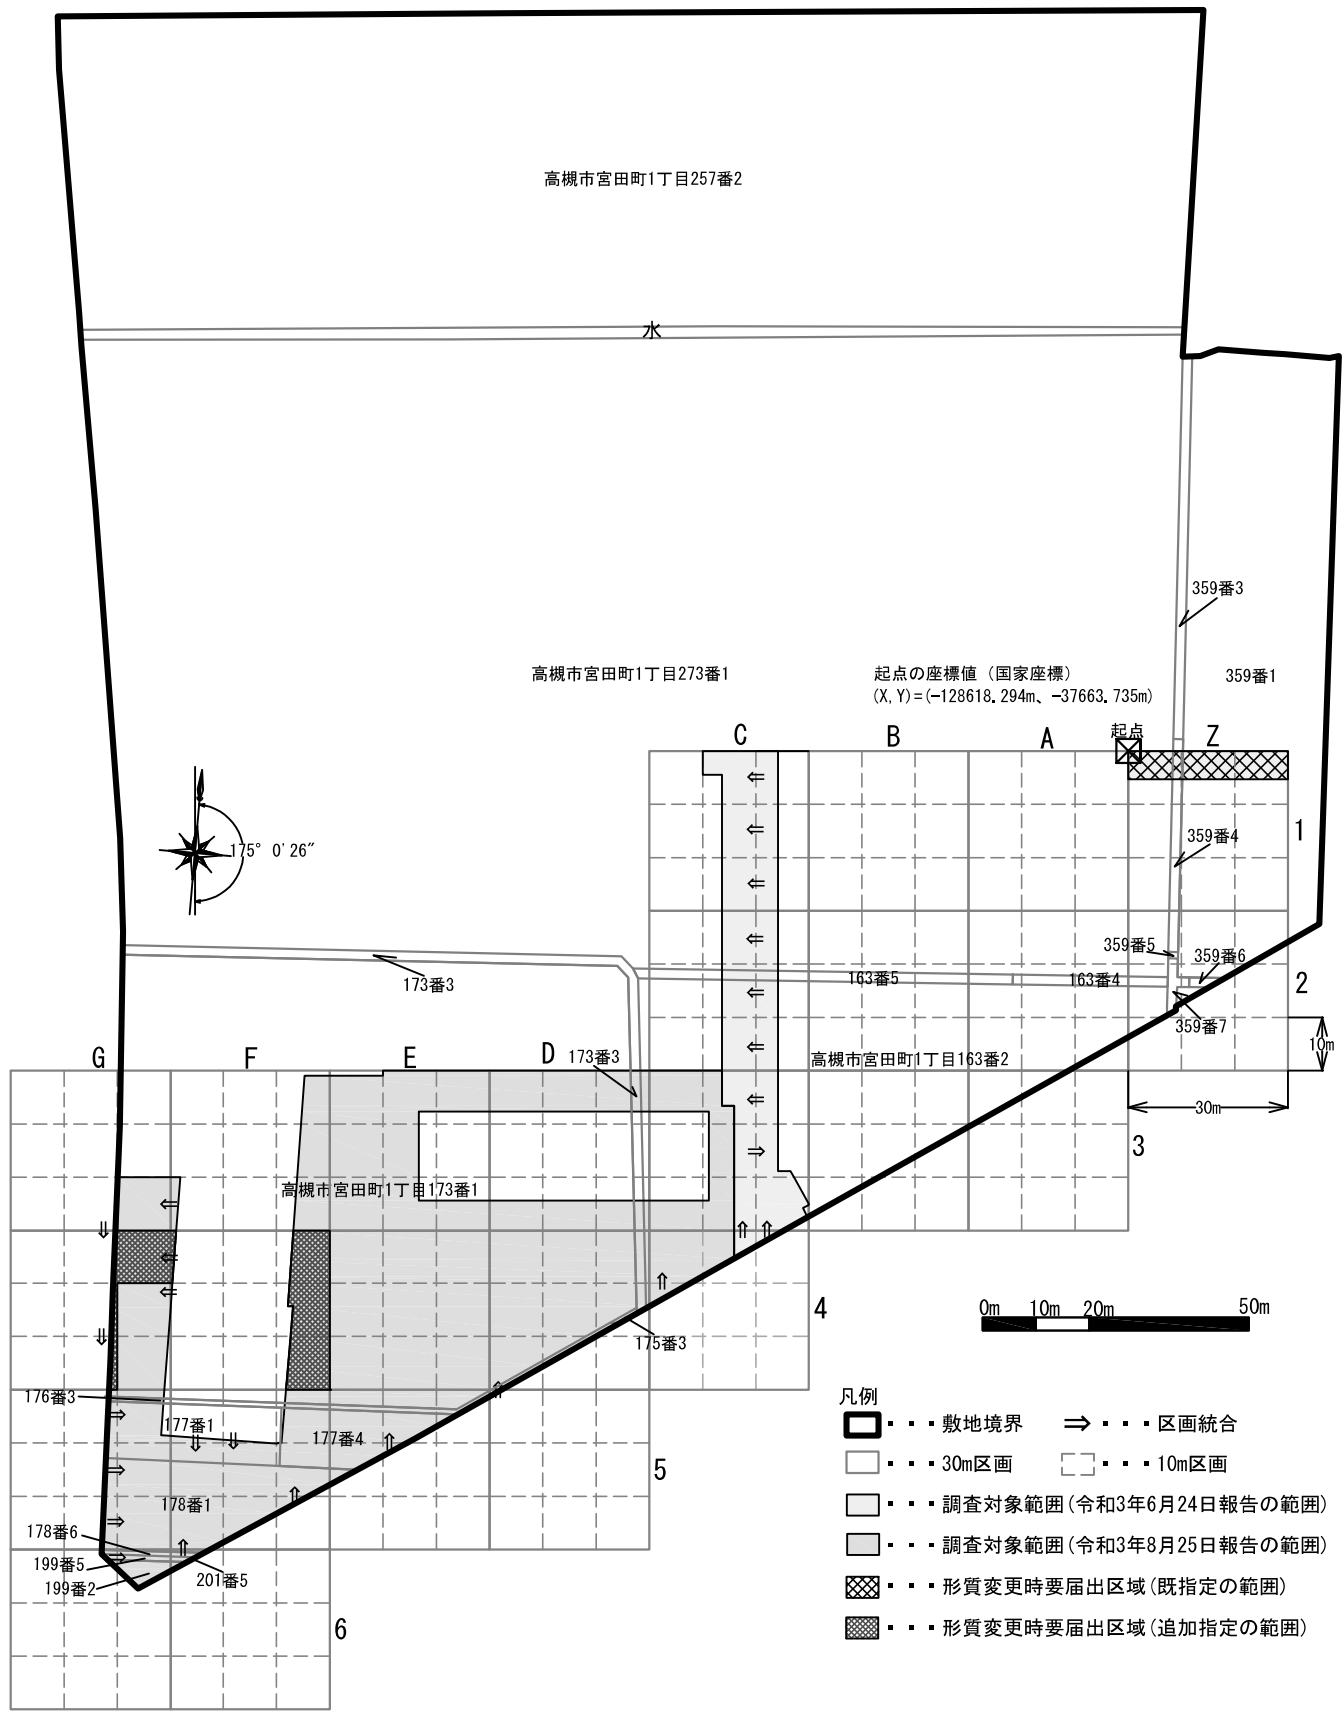 高槻市宮田町1丁目257番2
水
359番3
高槻市宮田町1丁目273番1
起点の座標値（国家座標）
(X,Y)=(-128618.294m、-37663.735m)
359番1
起点
C
B
A
Z
1
175° 0'26"
359番4
359番5
359番6
173番3
163番5
163番4
2
359番7
10m
高槻市宮田町1丁目163番2
G
F
E
D
173番3
30m
3
高槻市宮田町1丁目173番1
4
0m
10m
20m
50m
175番3
176番3
177番1
177番4
5
178番1
178番6
199番5
199番2
201番5
6
凡例
・・・敷地境界
⇒・・・区画統合
・・・30m区画
・・・10m区画
・・・調査対象範囲(令和3年6月24日報告の範囲)
・・・調査対象範囲(令和3年8月25日報告の範囲)
・・・形質変更時要届出区域(既指定の範囲)
・・・形質変更時要届出区域(追加指定の範囲)